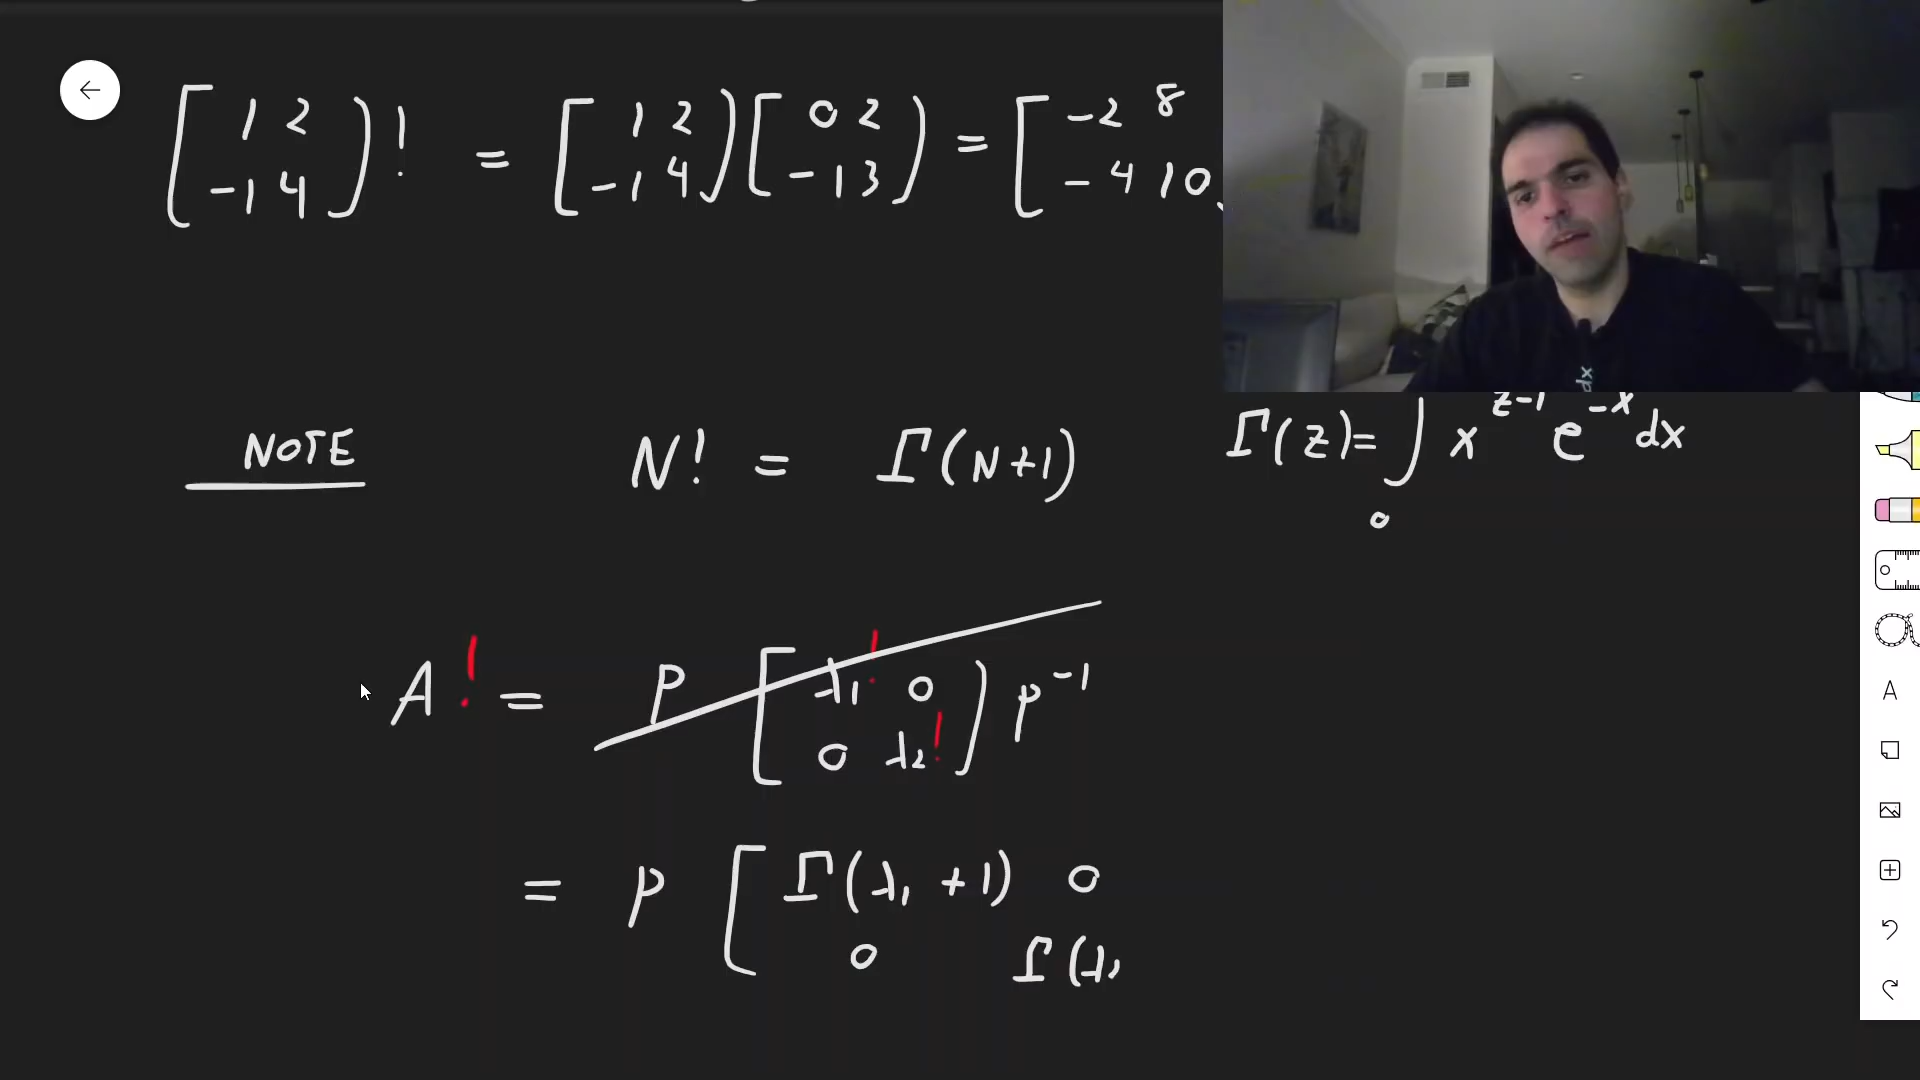 [1 2; -1 4]! = [1 2; -1 4] [0 2; -1 3] = [-2 8; -4 10]
NOTE N! = Γ(N+1) Γ(z) = ∫₀ x^(z-1) e^(-x) dx
A! = P [λ₁! 0; 0 λ₂!] P⁻¹
= P [Γ(λ₁ +1) 0; 0 Γ(λ
dx
A